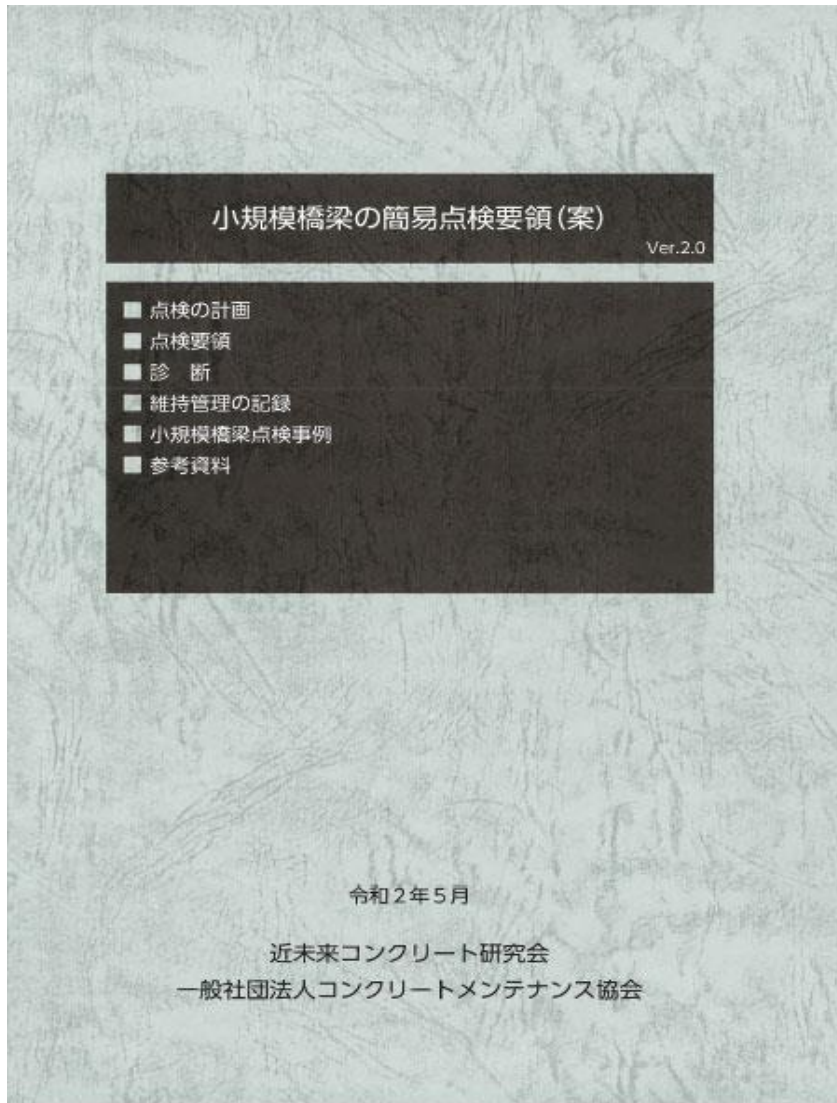 小規模橋梁の簡易点検要領(案)
Ver.2.0
■ 点検の計画
■ 点検要領
■ 診　断
■ 維持管理の記録
■ 小規模橋梁点検事例
■ 参考資料
令和2年5月
近未来コンクリート研究会
一般社団法人コンクリートメンテナンス協会